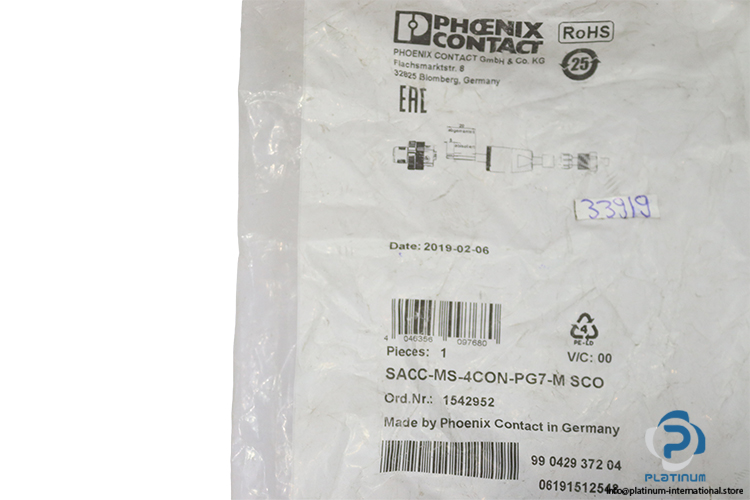 PHŒNIX
CONTACT
RoHS
PHOENIX CONTACT GmbH & Co. KG
Flachsmarktstr. 8
32825 Blomberg, Germany
25
EAC
33919
Date: 2019-02-06
4 046356 097680
4
PE-LD
Pieces: 1
V/C: 00
SACC-MS-4CON-PG7-M SCO
Ord.Nr.: 1542952
Made by Phoenix Contact in Germany
99 0429 372 04
06191512548
PLATINUM
info@platinum-international.store